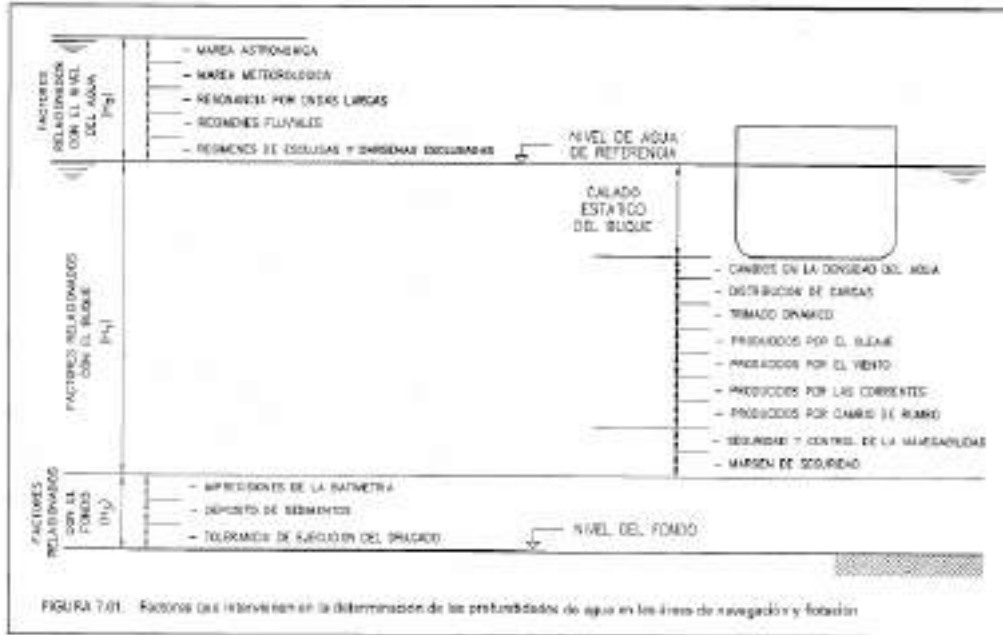 FACTORES
RELACIONADOS
CON EL NIVEL
DEL AGUA
- MAREA ASTRONOMICA
- MAREA METEOROLOGICA
- RESONANCIA POR ONDAS LARGAS
- REGIMENES FLUVIALES
- REGIMENES DE ESCLUSAS Y DARSENAS ESCLUSADAS
NIVEL DE AGUA
DE REFERENCIA
FACTORES RELACIONADOS
CON EL BUQUE
(H₁)
CALADO
ESTATICO
DEL BUQUE
- CAMBIOS EN LA DENSIDAD DEL AGUA
- DISTRIBUCION DE CARGAS
- TRIMADO DINAMICO
- PRODUCIDOS POR EL OLEAJE
- PRODUCIDOS POR EL VIENTO
- PRODUCIDOS POR LAS CORRIENTES
- PRODUCIDOS POR CAMBIO DE RUMBO
- SEGURIDAD Y CONTROL DE LA NAVEGABILIDAD
- MARGEN DE SEGURIDAD
FACTORES
RELACIONADOS
CON EL
FONDO
- IMPRECISIONES DE LA BATIMETRIA
- DEPOSITO DE SEDIMENTOS
- TOLERANCIA DE EJECUCION DEL DRAGADO
NIVEL DEL FONDO
FIGURA 7.01. Factores que intervienen en la determinación de las profundidades de agua en las áreas de navegación y flotación